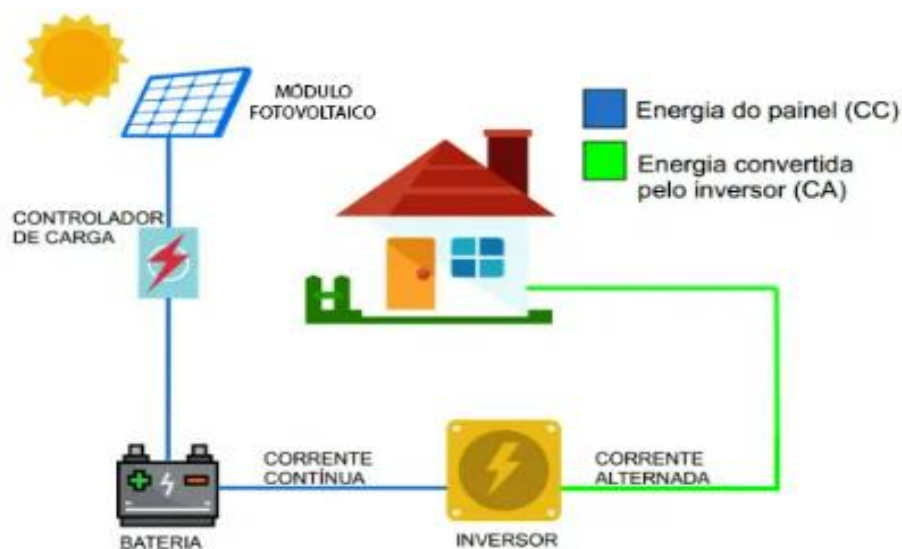 MÓDULO
FOTOVOLTAICO
Energia do painel (CC)
Energia convertida
pelo inversor (CA)
CONTROLADOR
DE CARGA
CORRENTE
CONTÍNUA
CORRENTE
ALTERNADA
BATERIA
INVERSOR